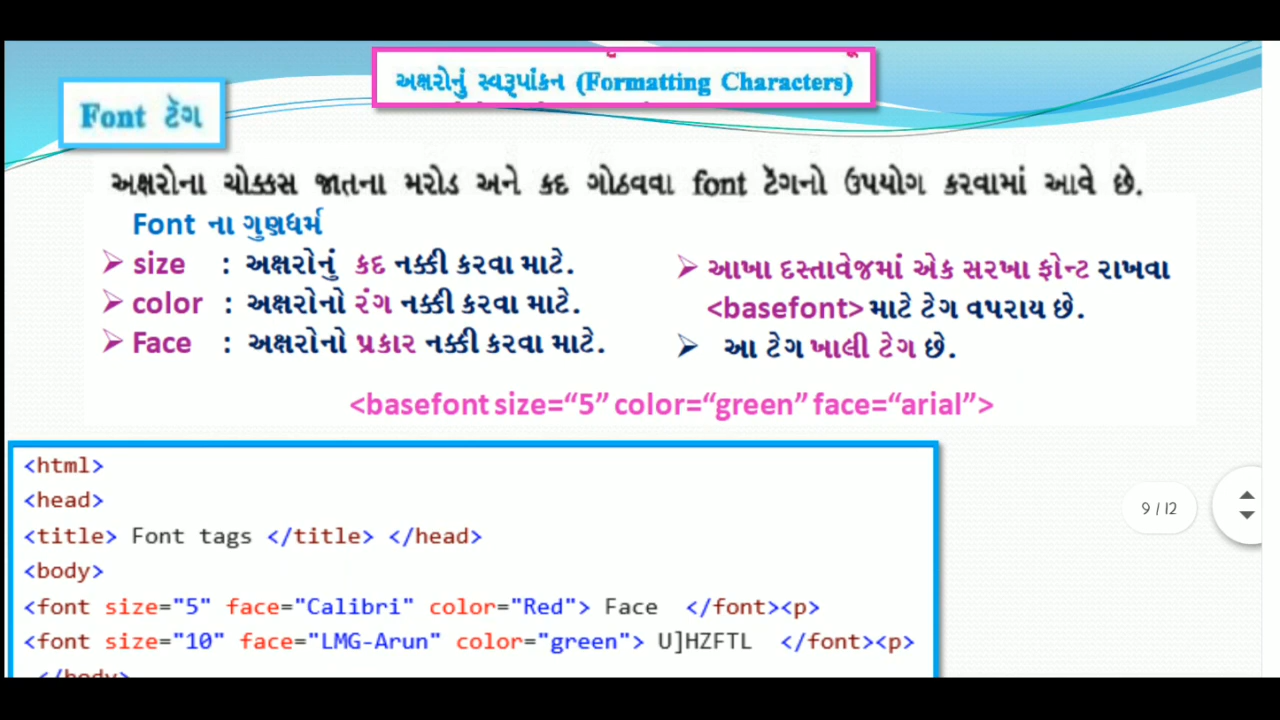 અક્ષરોનું સ્વરૂપાંકન (Formatting Characters)
Font ટૅગ
અક્ષરોના ચોક્કસ જાતના મરોડ અને કદ ગોઠવવા font ટૅગનો ઉપયોગ કરવામાં આવે છે.
Font ના ગુણધર્મ
➢ size : અક્ષરોનું કદ નક્કી કરવા માટે.
➢ color : અક્ષરોનો રંગ નક્કી કરવા માટે.
➢ Face : અક્ષરોનો પ્રકાર નક્કી કરવા માટે.
➢ આખા દસ્તાવેજમાં એક સરખા ફોન્ટ રાખવા
<basefont> માટે ટેગ વપરાય છે.
➢ આ ટેગ ખાલી ટેગ છે.
<basefont size=“5” color=“green” face=“arial”>
<html>
<head>
<title> Font tags </title> </head>
<body>
<font size="5" face="Calibri" color="Red"> Face </font><p>
<font size="10" face="LMG-Arun" color="green"> U]HZFTL </font><p>
</body>
9 / 12